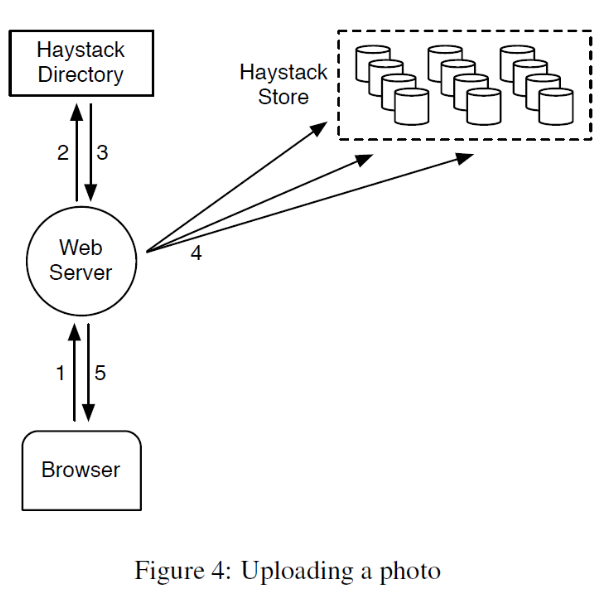 Haystack
Directory
Haystack
Store
2
3
4
Web
Server
1
5
Browser
Figure 4: Uploading a photo